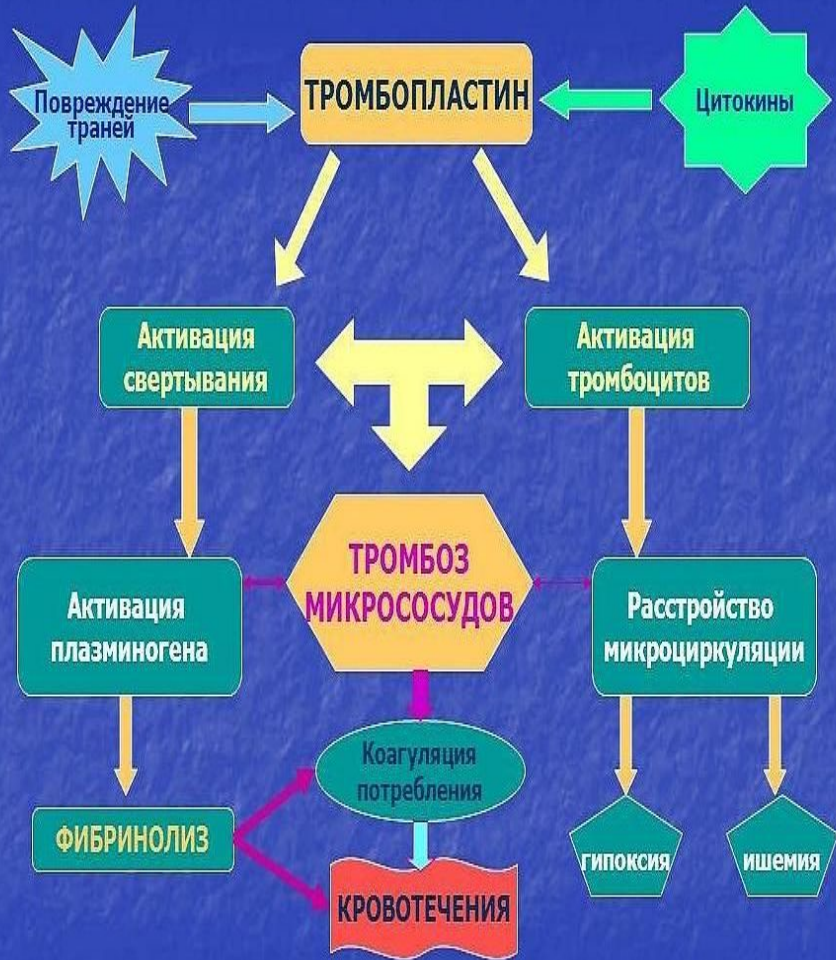 Повреждение
траней
ТРОМБОПЛАСТИН
Цитокины
Активация
свертывания
Активация
тромбоцитов
ТРОМБОЗ
МИКРОСОСУДОВ
Активация
плазминогена
Расстройство
микроциркуляции
Коагуляция
потребления
ФИБРИНОЛИЗ
гипоксия
ишемия
КРОВОТЕЧЕНИЯ